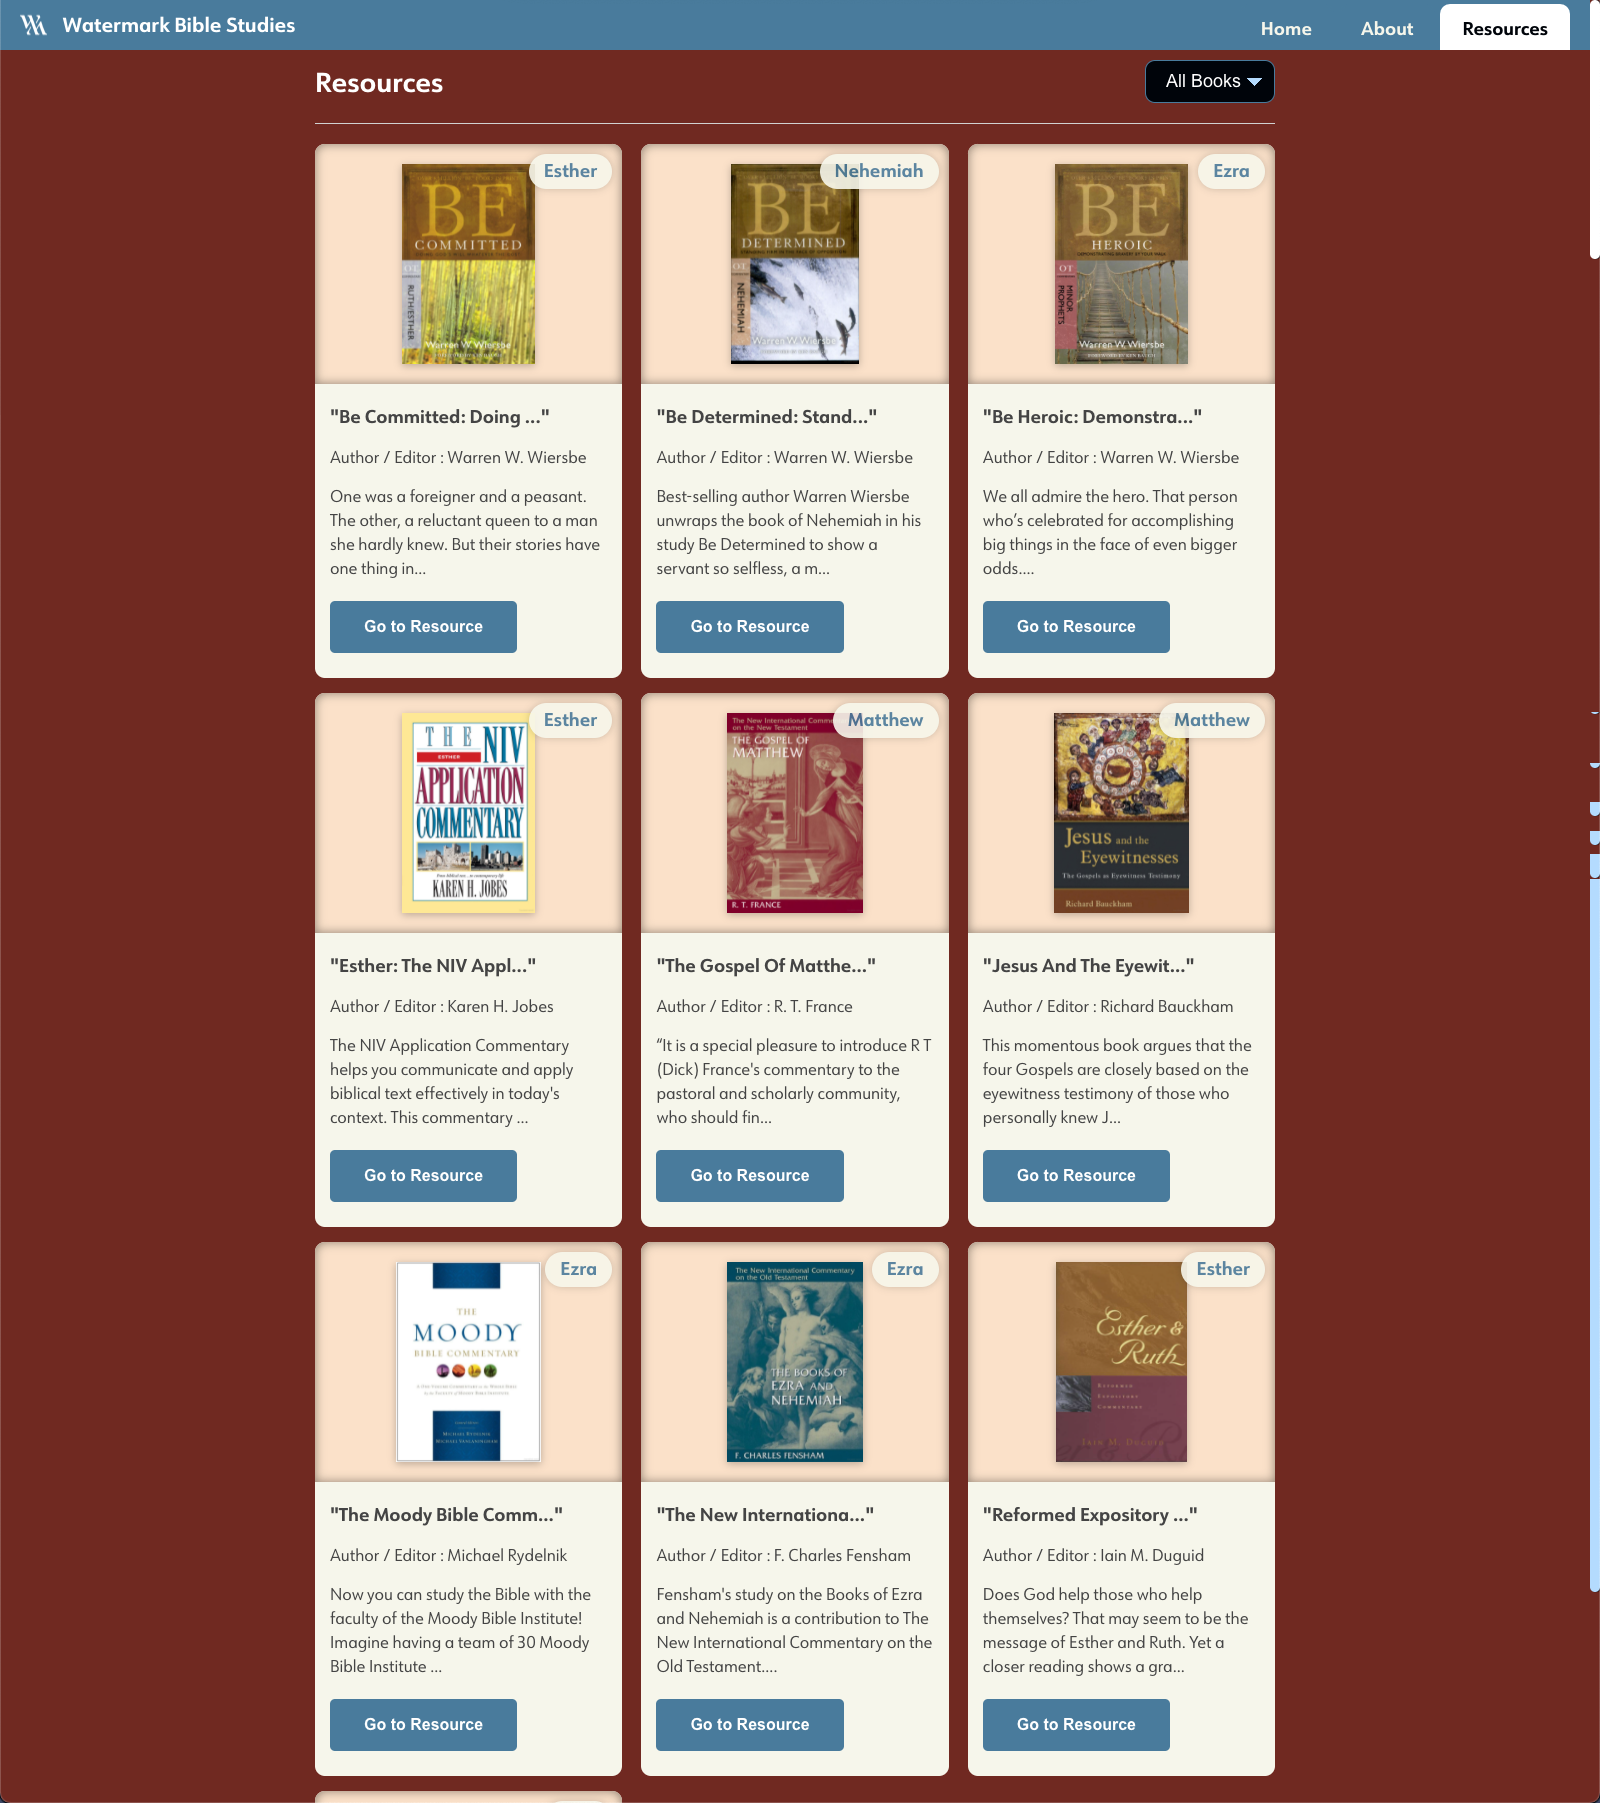 Watermark Bible Studies
Home
About
Resources
Resources
All Books
Esther
BE
COMMITTED
OT
RUTH/ESTHER
Warren W. Wiersbe
"Be Committed: Doing ..."
Author / Editor : Warren W. Wiersbe
One was a foreigner and a peasant.
The other, a reluctant queen to a man
she hardly knew. But their stories have
one thing in...
Go to Resource
Nehemiah
BE
DETERMINED
OT
NEHEMIAH
Warren W. Wiersbe
"Be Determined: Stand..."
Author / Editor : Warren W. Wiersbe
Best-selling author Warren Wiersbe
unwraps the book of Nehemiah in his
study Be Determined to show a
servant so selfless, a m...
Go to Resource
Ezra
BE
HEROIC
DEMONSTRATING BRAVERY BY YOUR WALK
OT
MINOR
PROPHETS
Warren W. Wiersbe
"Be Heroic: Demonstra..."
Author / Editor : Warren W. Wiersbe
We all admire the hero. That person
who’s celebrated for accomplishing
big things in the face of even bigger
odds....
Go to Resource
Esther
THE NIV
ESTHER
APPLICATION
COMMENTARY
KAREN H. JOBES
"Esther: The NIV Appl..."
Author / Editor : Karen H. Jobes
The NIV Application Commentary
helps you communicate and apply
biblical text effectively in today's
context. This commentary ...
Go to Resource
Matthew
The New International Comme
on the New Testament
THE GOSPEL OF
MATTHEW
R. T. FRANCE
"The Gospel Of Matthe..."
Author / Editor : R. T. France
“It is a special pleasure to introduce R T
(Dick) France's commentary to the
pastoral and scholarly community,
who should fin...
Go to Resource
Matthew
Jesus and the
Eyewitnesses
The Gospels as Eyewitness Testimony
Richard Bauckham
"Jesus And The Eyewit..."
Author / Editor : Richard Bauckham
This momentous book argues that the
four Gospels are closely based on the
eyewitness testimony of those who
personally knew J...
Go to Resource
Ezra
THE
MOODY
BIBLE COMMENTARY
"The Moody Bible Comm..."
Author / Editor : Michael Rydelnik
Now you can study the Bible with the
faculty of the Moody Bible Institute!
Imagine having a team of 30 Moody
Bible Institute ...
Go to Resource
Ezra
The New International Commentary
on the Old Testament
THE BOOKS OF
EZRA AND
NEHEMIAH
F. CHARLES FENSHAM
"The New Internationa..."
Author / Editor : F. Charles Fensham
Fensham's study on the Books of Ezra
and Nehemiah is a contribution to The
New International Commentary on the
Old Testament....
Go to Resource
Esther
Esther &
Ruth
REFORMED
EXPOSITORY
COMMENTARY
IAIN M. DUGUID
"Reformed Expository ..."
Author / Editor : Iain M. Duguid
Does God help those who help
themselves? That may seem to be the
message of Esther and Ruth. Yet a
closer reading shows a gra...
Go to Resource